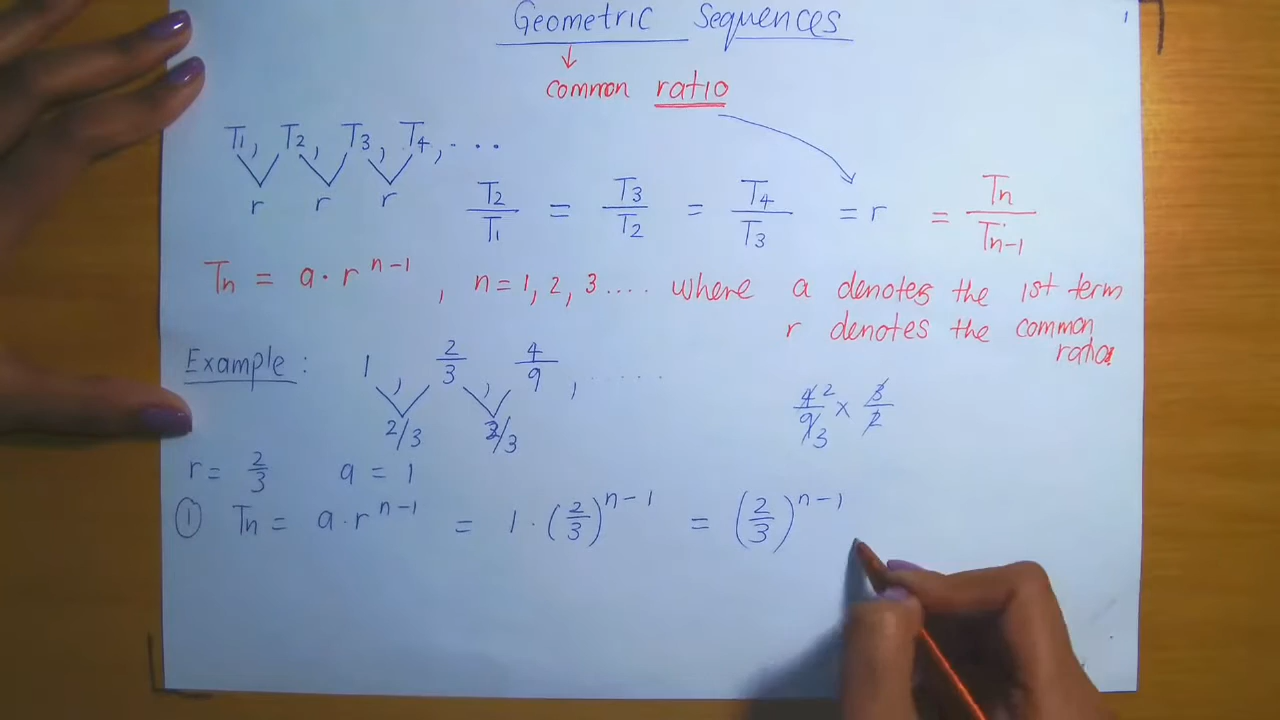 Geometric Sequences
1
common ratio
T1, T2, T3, T4, ....
r r r
T2/T1 = T3/T2 = T4/T3 = r = Tn/Tn-1
Tn = a · r^n-1, n = 1, 2, 3 .... where a denotes the 1st term
r denotes the common
ratio.
Example : 1, 2/3, 4/9, ......
2/3 2/3
4/9 2/3 × 3/2
r = 2/3 a = 1
① Tn = a · r^n-1 = 1 · (2/3)^n-1 = (2/3)^n-1